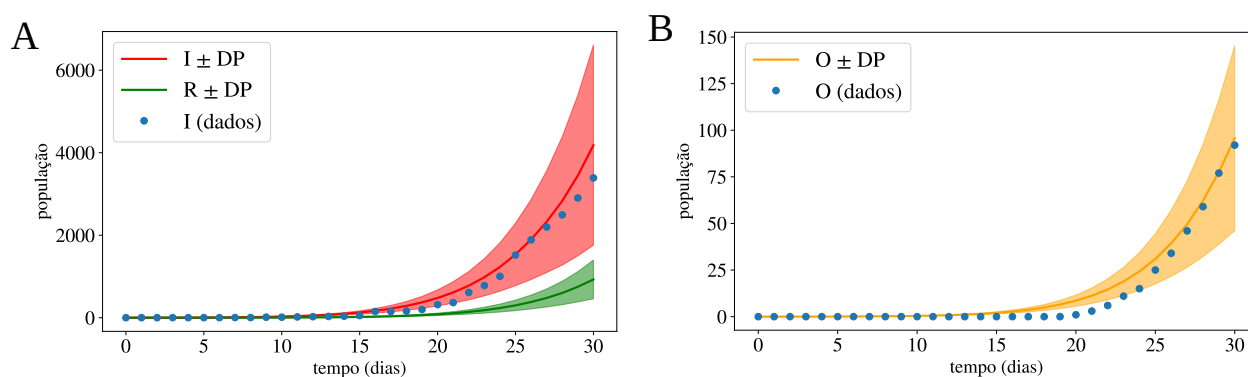 A
I ± DP
R ± DP
I (dados)
6000
4000
2000
0
população
0 5 10 15 20 25 30
tempo (dias)
B
O ± DP
O (dados)
150
125
100
75
50
25
0
população
0 5 10 15 20 25 30
tempo (dias)